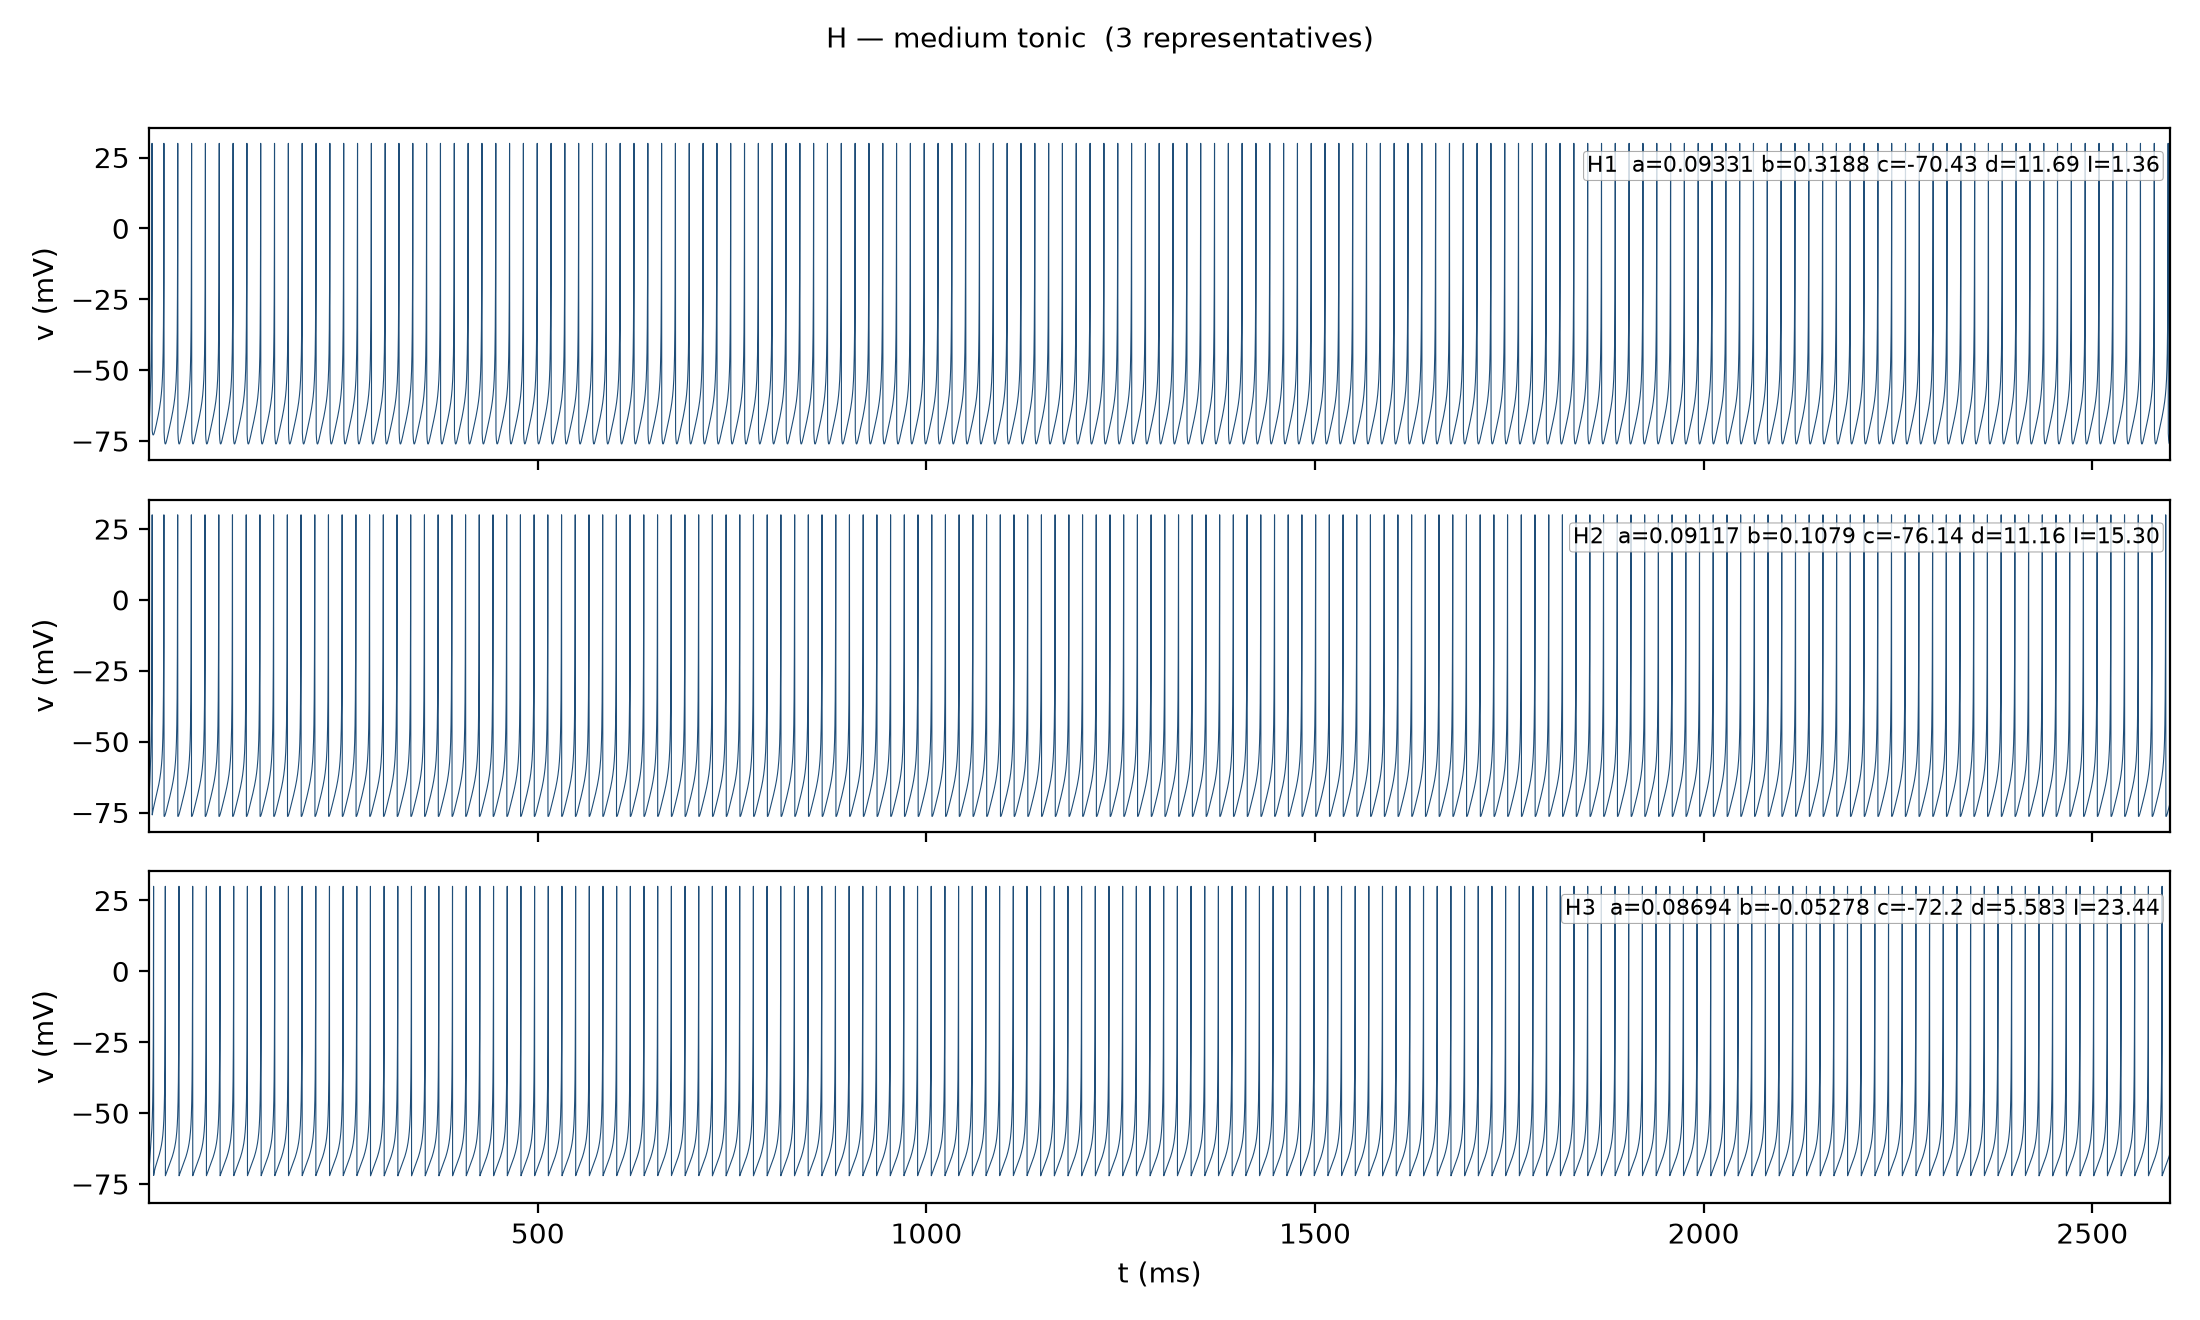 H — medium tonic (3 representatives)
25
0
−25
−50
−75
v (mV)
H1 a=0.09331 b=0.3188 c=-70.43 d=11.69 I=1.36
25
0
−25
−50
−75
v (mV)
H2 a=0.09117 b=0.1079 c=-76.14 d=11.16 I=15.30
25
0
−25
−50
−75
v (mV)
H3 a=0.08694 b=-0.05278 c=-72.2 d=5.583 I=23.44
500 1000 1500 2000 2500
t (ms)